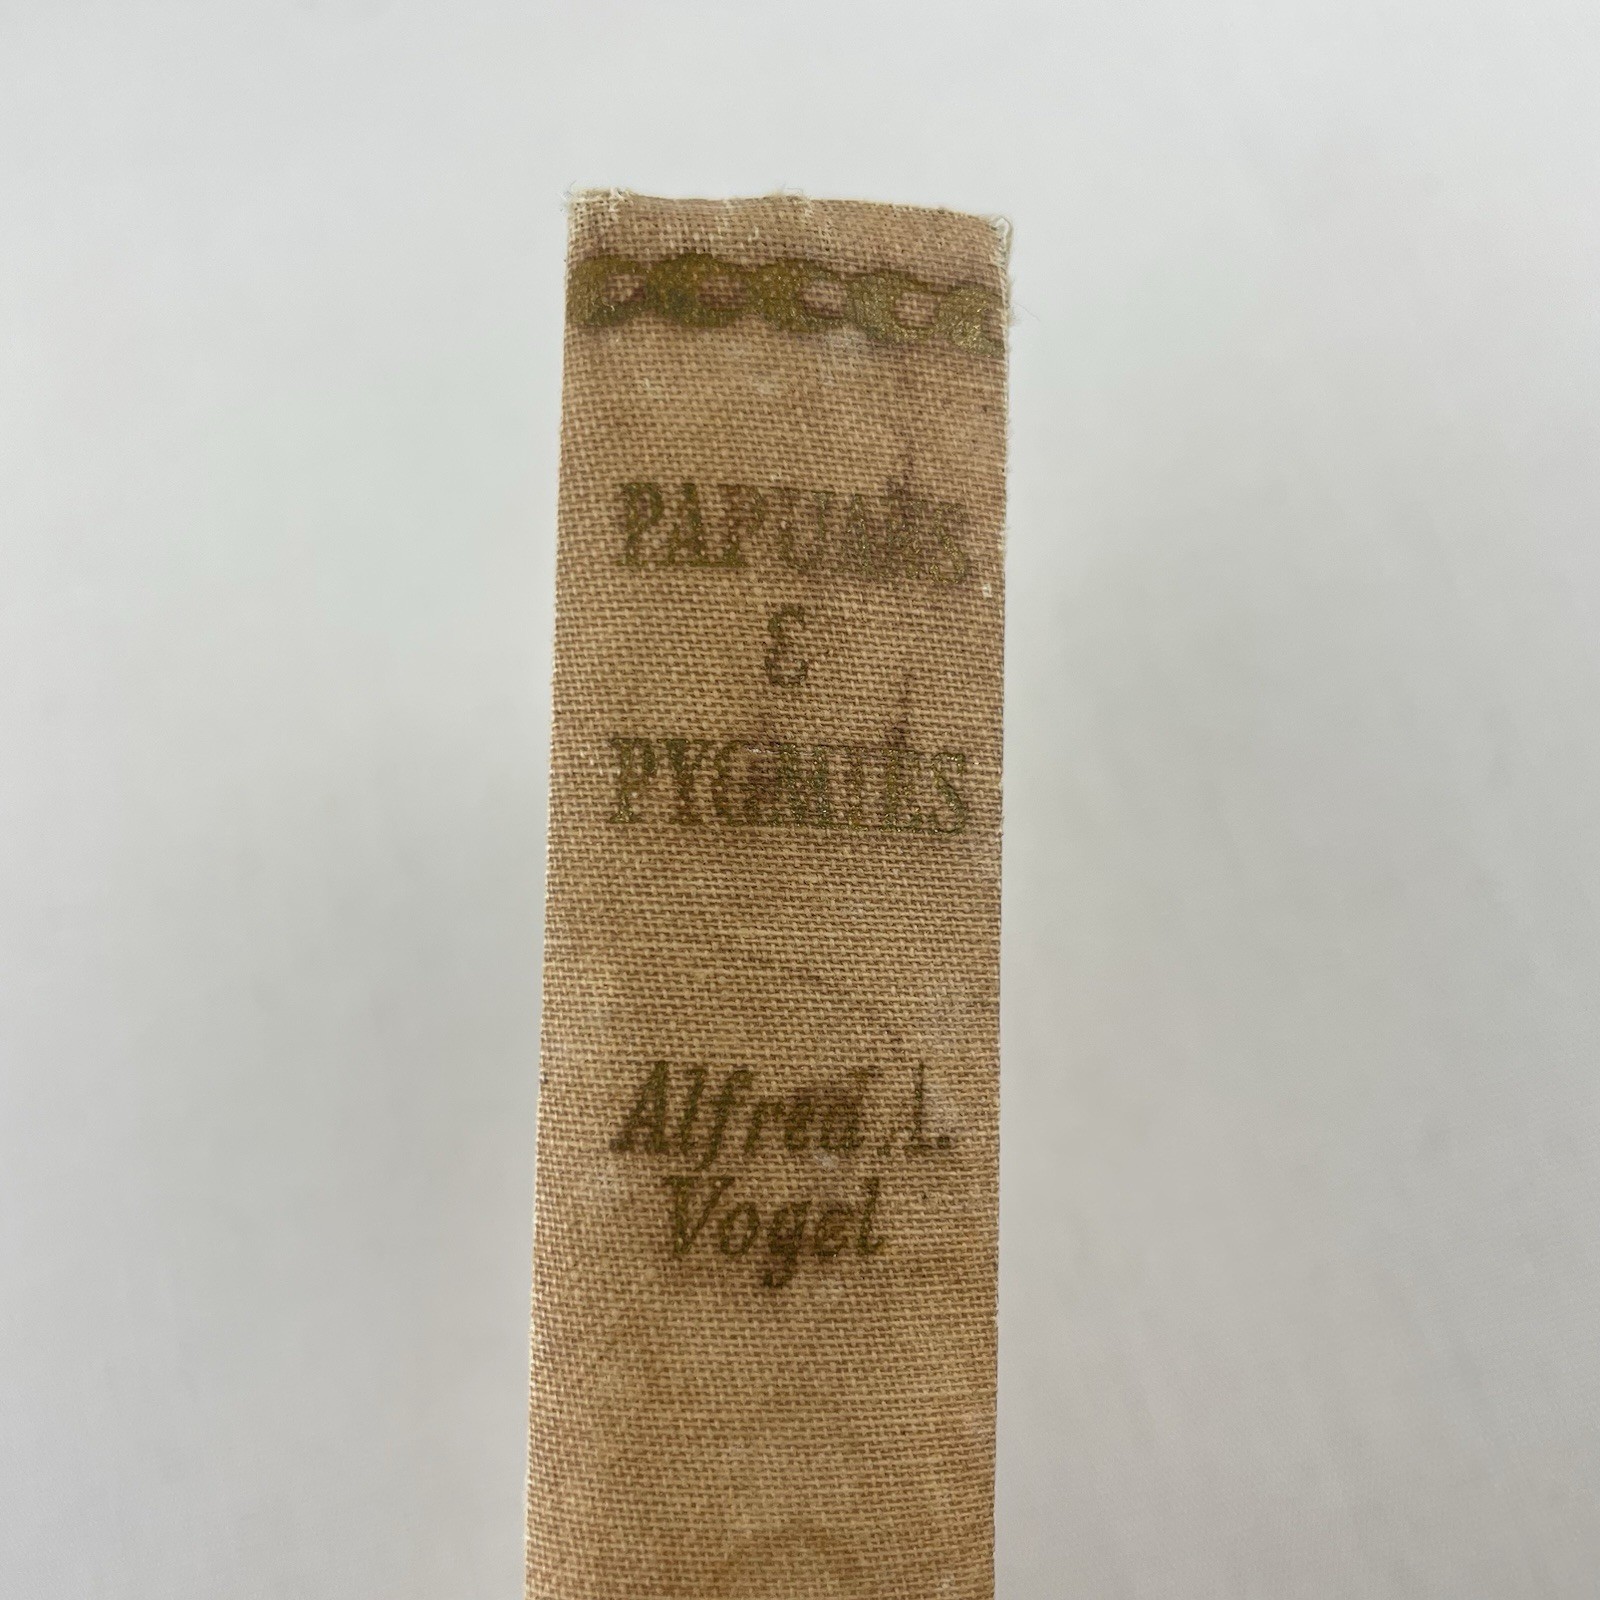 PAPUANS
&
PYGMIES
Alfred A.
Vogel